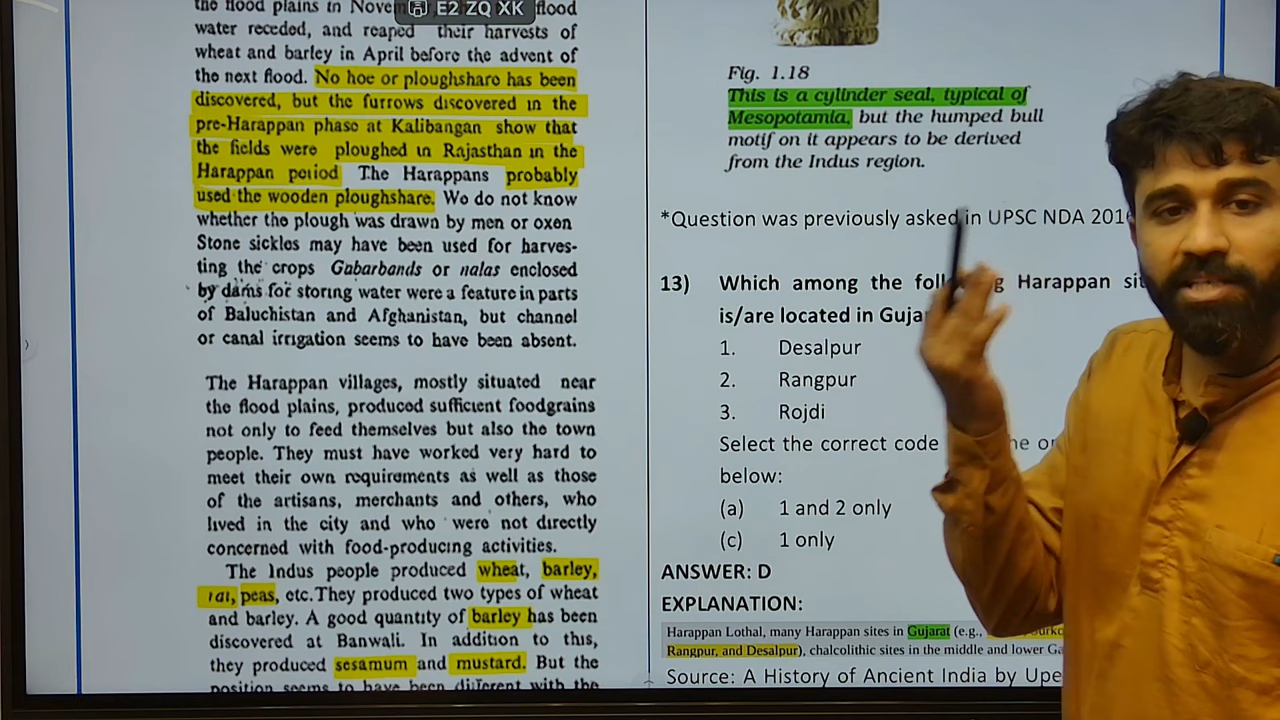 the flood plains in flood
E2 ZQ XK
water receded, and reaped their harvests of
wheat and barley in April before the advent of
the next flood. No hoe or ploughshare has been
discovered, but the furrows discovered in the
pre-Harappan phase at Kalibangan show that
the fields were ploughed in Rajasthan in the
Harappan period The Harappans probably
used the wooden ploughshare. We do not know
whether the plough was drawn by men or oxen
Stone sickles may have been used for harves-
ting the crops Gabarbands or nalas enclosed
by dams for storing water were a feature in parts
of Baluchistan and Afghanistan, but channel
or canal irrigation seems to have been absent.
The Harappan villages, mostly situated near
the flood plains, produced sufficient foodgrains
not only to feed themselves but also the town
people. They must have worked very hard to
meet their own requirements as well as those
of the artisans, merchants and others, who
lived in the city and who were not directly
concerned with food-producing activities.
The Indus people produced wheat, barley,
rai, peas, etc. They produced two types of wheat
and barley. A good quantity of barley has been
discovered at Banwali. In addition to this,
they produced sesamum and mustard. But the
position seems to have been different with the
Fig. 1.18
This is a cylinder seal, typical of
Mesopotamia, but the humped bull
motif on it appears to be derived
from the Indus region.
*Question was previously asked in UPSC NDA
13) Which among the Harappan
is/are located in
1. Desalpur
2. Rangpur
3. Rojdi
Select the correct code
below:
(a) 1 and 2 only
(c) 1 only
ANSWER: D
EXPLANATION:
Harappan Lothal, many Harappan sites in Gujarat (e.g.,
Rangpur, and Desalpur), chalcolithic sites in the middle and lower
Source: A History of Ancient India by